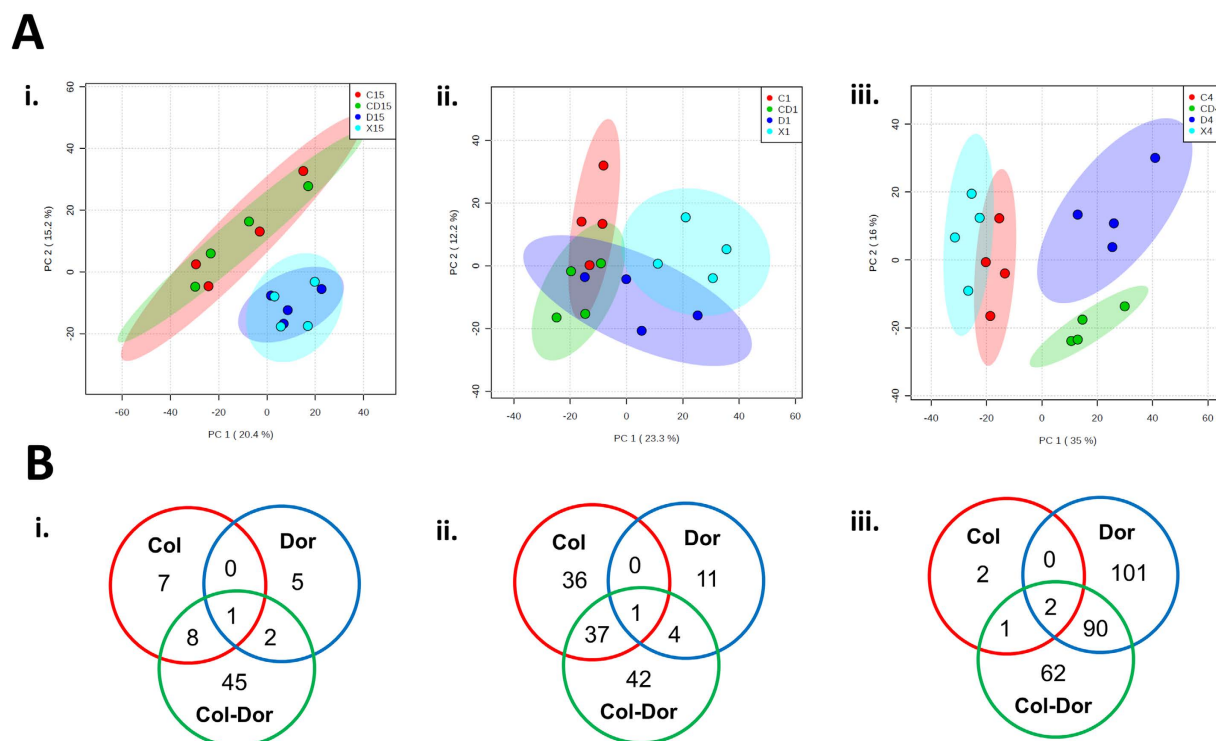 A
i.
60
40
20
0
-20
-60
-40
-20
0
20
40
PC 2 ( 15.2 %)
PC 1 ( 20.4 %)
C15
CD15
D15
X15
ii.
40
20
0
-20
-40
-40
-20
0
20
40
60
PC 2 ( 12.2 %)
PC 1 ( 23.3 %)
C1
CD1
D1
X1
iii.
40
20
0
-20
-40
-40
-20
0
20
40
60
PC 2 ( 16 %)
PC 1 ( 35 %)
C4
CD4
D4
X4
B
i.
Col
Dor
7
0
5
1
8
2
45
Col-Dor
ii.
Col
Dor
36
0
11
1
37
4
42
Col-Dor
iii.
Col
Dor
2
0
101
2
1
90
62
Col-Dor